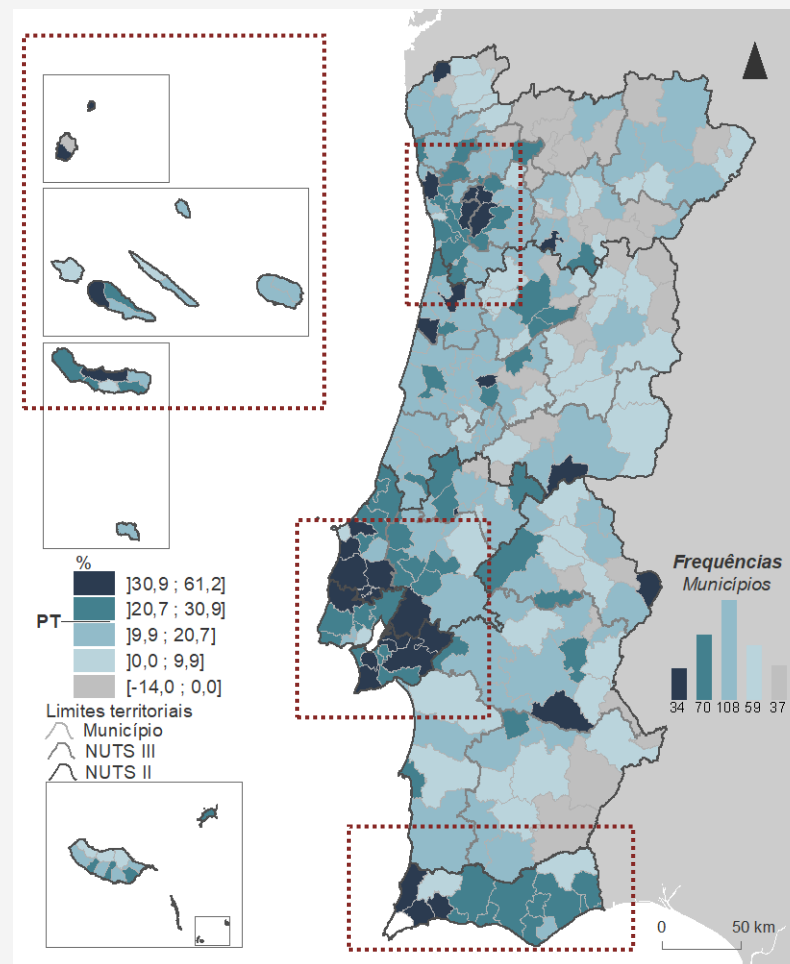 %
]30,9 ; 61,2]
]20,7 ; 30,9]
PT
]9,9 ; 20,7]
]0,0 ; 9,9]
[-14,0 ; 0,0]
Limites territoriais
Município
NUTS III
NUTS II
Frequências
Municípios
34 70 108 59 37
0 50 km